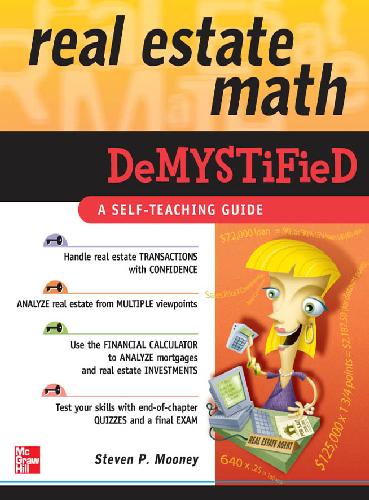 real estate
math
DeMYSTiFieD
A SELF-TEACHING GUIDE
Handle real estate TRANSACTIONS
with CONFIDENCE
ANALYZE real estate from MULTIPLE viewpoints
Use the FINANCIAL CALCULATOR
to ANALYZE mortgages
and real estate INVESTMENTS
Test your skills with end-of-chapter
QUIZZES and a final EXAM
Steven P. Mooney
Mc
Graw
Hill
$72,000 loan
REAL ESTATE AGENT
640 x .25
$125,000 x 1 3/4 points = $2,187.50